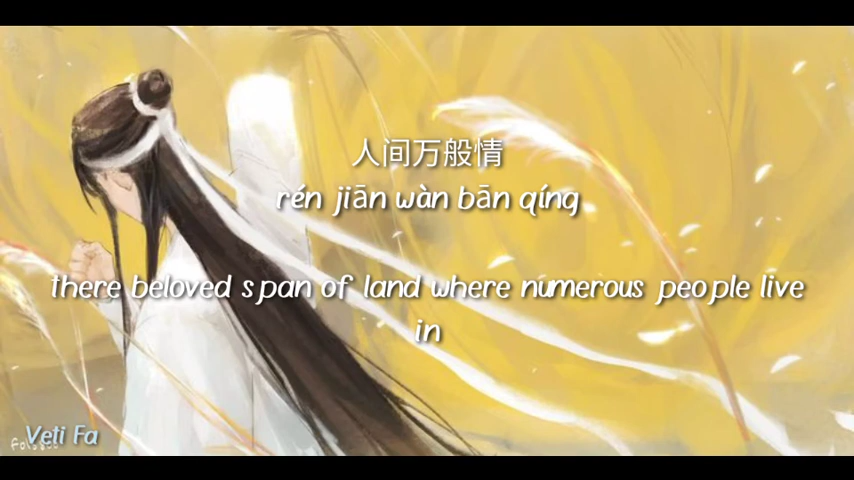 人间万般情
rén jiān wàn bān qíng
there beloved span of land where numerous people live
in
Veti Fa